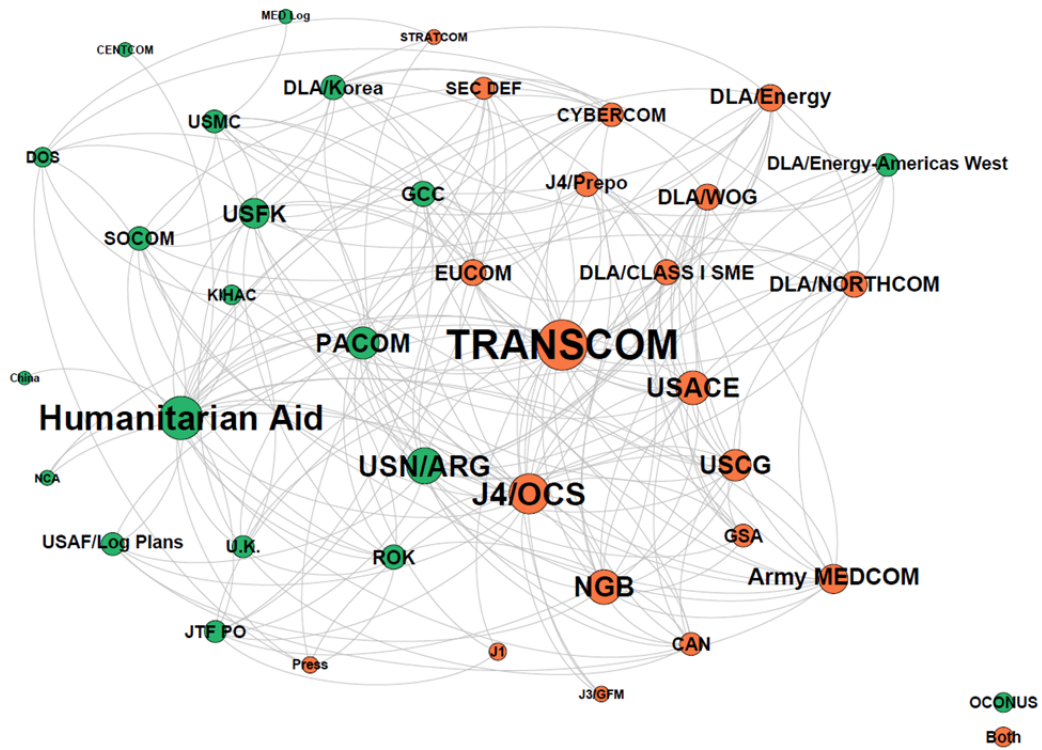 MED Log
STRATCOM
CENTCOM
DLA/Korea
SEC DEF
DLA/Energy
CYBERCOM
USMC
DOS
DLA/Energy-Americas West
J4/Prepo
GCC
DLA/WOG
USFK
SOCOM
EUCOM
DLA/CLASS I SME
DLA/NORTHCOM
KIHAC
PACOM
TRANSCOM
China
USACE
Humanitarian Aid
USN/ARG
USCG
NCA
J4/OCS
GSA
USAF/Log Plans
U.K.
ROK
Army MEDCOM
NGB
JTF PO
CAN
J1
Press
J3/GFM
OCONUS
Both